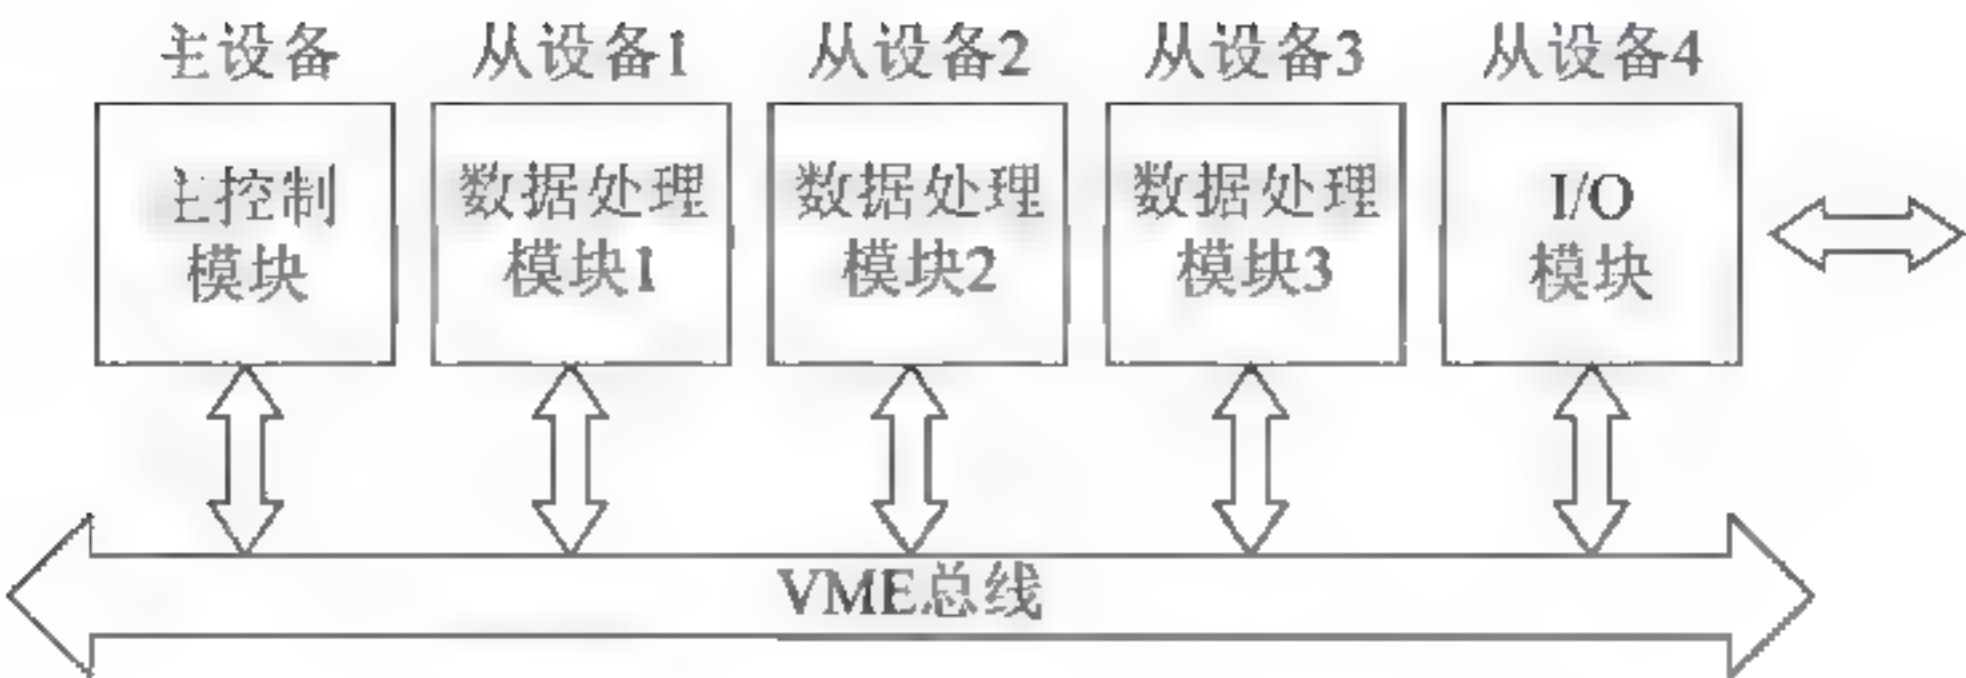 主设备
从设备1
从设备2
从设备3
从设备4
主控制
模块
数据处理
模块1
数据处理
模块2
数据处理
模块3
I/O
模块
VME总线